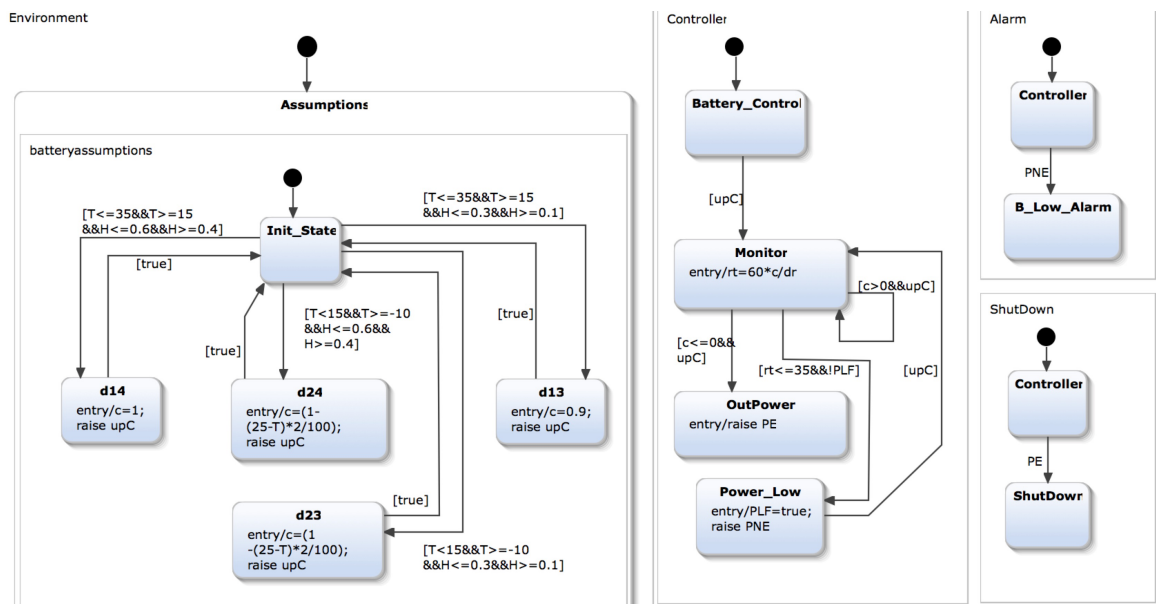 Environment
Assumptions
batteryassumptions
[T<=35&&T>=15
&&H<=0.6&&H>=0.4]
[true]
Init_State
[T<=35&&T>=15
&&H<=0.3&&H>=0.1]
[T<15&&T>=-10
&&H<=0.6&&
H>=0.4]
[true]
[true]
d14
entry/c=1;
raise upC
d24
entry/c=(1-
(25-T)*2/100);
raise upC
d13
entry/c=0.9;
raise upC
[true]
d23
entry/c=(1
-(25-T)*2/100);
raise upC
[T<15&&T>=-10
&&H<=0.3&&H>=0.1]
Controller
Battery_Control
[upC]
Monitor
entry/rt=60*c/dr
[c>0&&upC]
[c<=0&&
upC]
[rt<=35&&!PLF]
[upC]
OutPower
entry/raise PE
Power_Low
entry/PLF=true;
raise PNE
Alarm
Controller
PNE
B_Low_Alarm
ShutDown
Controller
PE
ShutDown